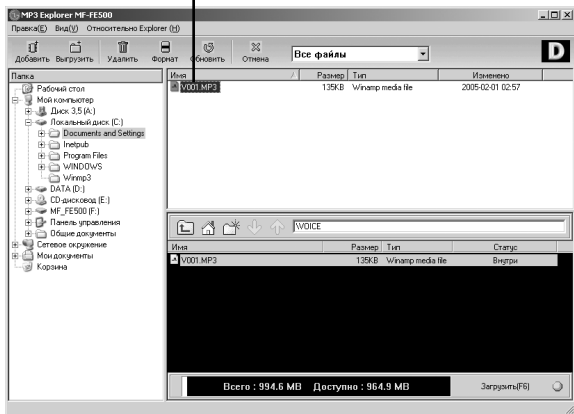 MP3 Explorer MF-FE500
Правка(E) Вид(V) Относительно Explorer (H)
Добавить Выгрузить Удалить Формат Обновить Отмена Все файлы D
Папка
Рабочий стол
Мой компьютер
Диск 3,5 (A:)
Локальный диск (C:)
Documents and Settings
Inetpub
Program Files
WINDOWS
Winmp3
DATA (D:)
CD-дисковод (E:)
MF_FE500 (F:)
Панель управления
Общие документы
Сетевое окружение
Мои документы
Корзина
Имя Размер Тип Изменено
V001.MP3 135KB Winamp media file 2005-02-01 02:57
\VOICE
Имя Размер Тип Статус
V001.MP3 135KB Winamp media file Внутри
Всего : 994.6 MB Доступно : 964.9 MB Загрузить(F6)